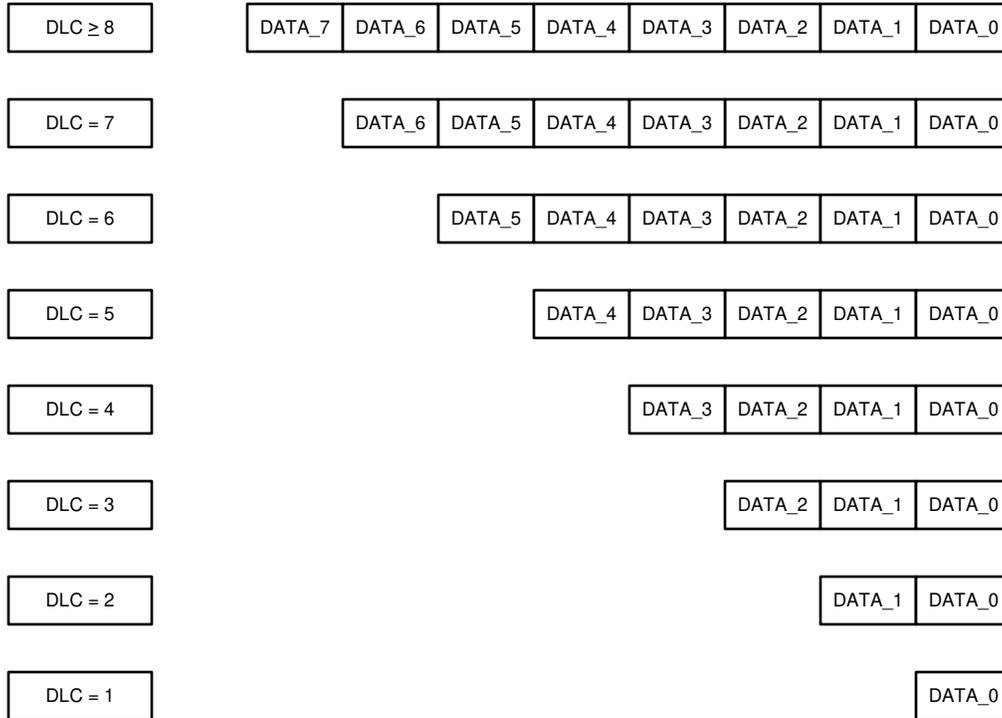 DLC ≥ 8 DATA_7 DATA_6 DATA_5 DATA_4 DATA_3 DATA_2 DATA_1 DATA_0
DLC = 7 DATA_6 DATA_5 DATA_4 DATA_3 DATA_2 DATA_1 DATA_0
DLC = 6 DATA_5 DATA_4 DATA_3 DATA_2 DATA_1 DATA_0
DLC = 5 DATA_4 DATA_3 DATA_2 DATA_1 DATA_0
DLC = 4 DATA_3 DATA_2 DATA_1 DATA_0
DLC = 3 DATA_2 DATA_1 DATA_0
DLC = 2 DATA_1 DATA_0
DLC = 1 DATA_0